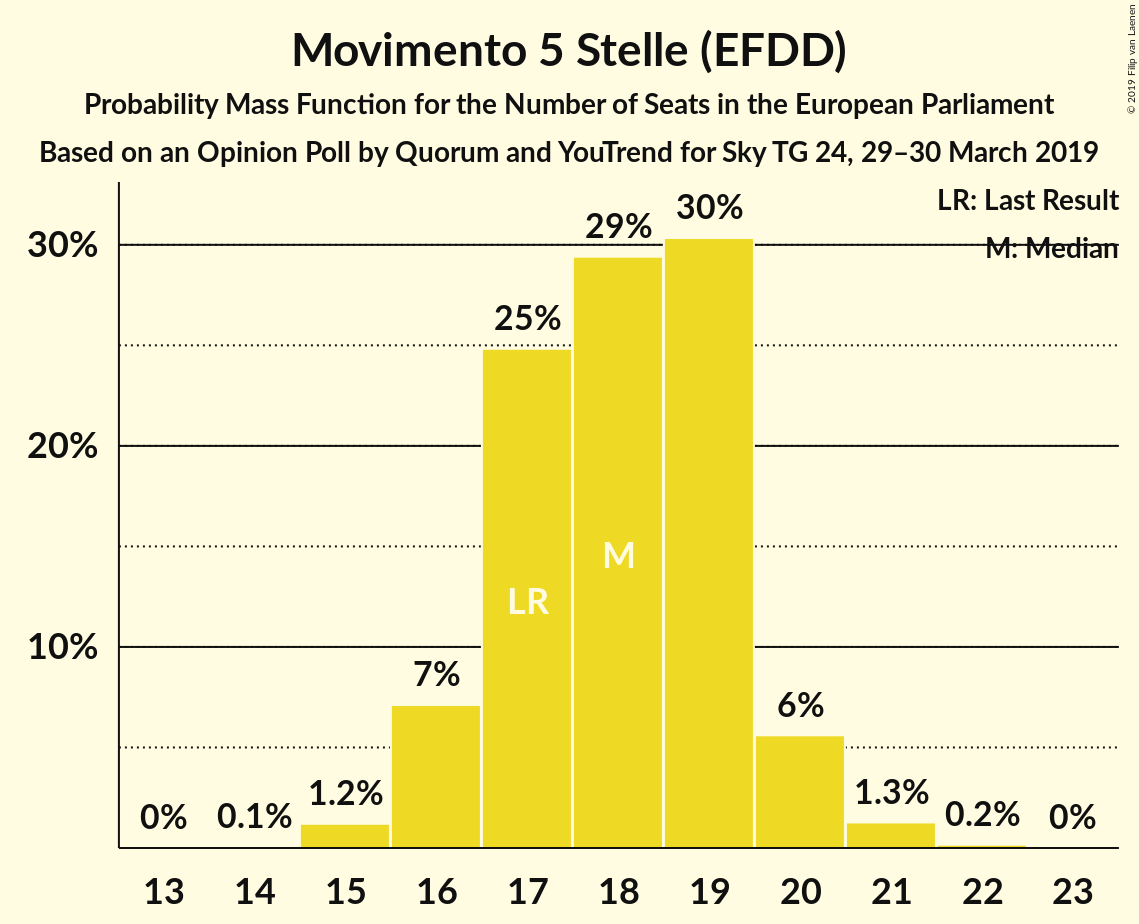 Movimento 5 Stelle (EFDD)
Probability Mass Function for the Number of Seats in the European Parliament
Based on an Opinion Poll by Quorum and YouTrend for Sky TG 24, 29–30 March 2019
© 2019 Filip van Laenen
LR: Last Result
M: Median
30%
20%
10%
0%
0.1%
1.2%
7%
25%
29%
30%
6%
1.3%
0.2%
0%
LR
M
13 14 15 16 17 18 19 20 21 22 23